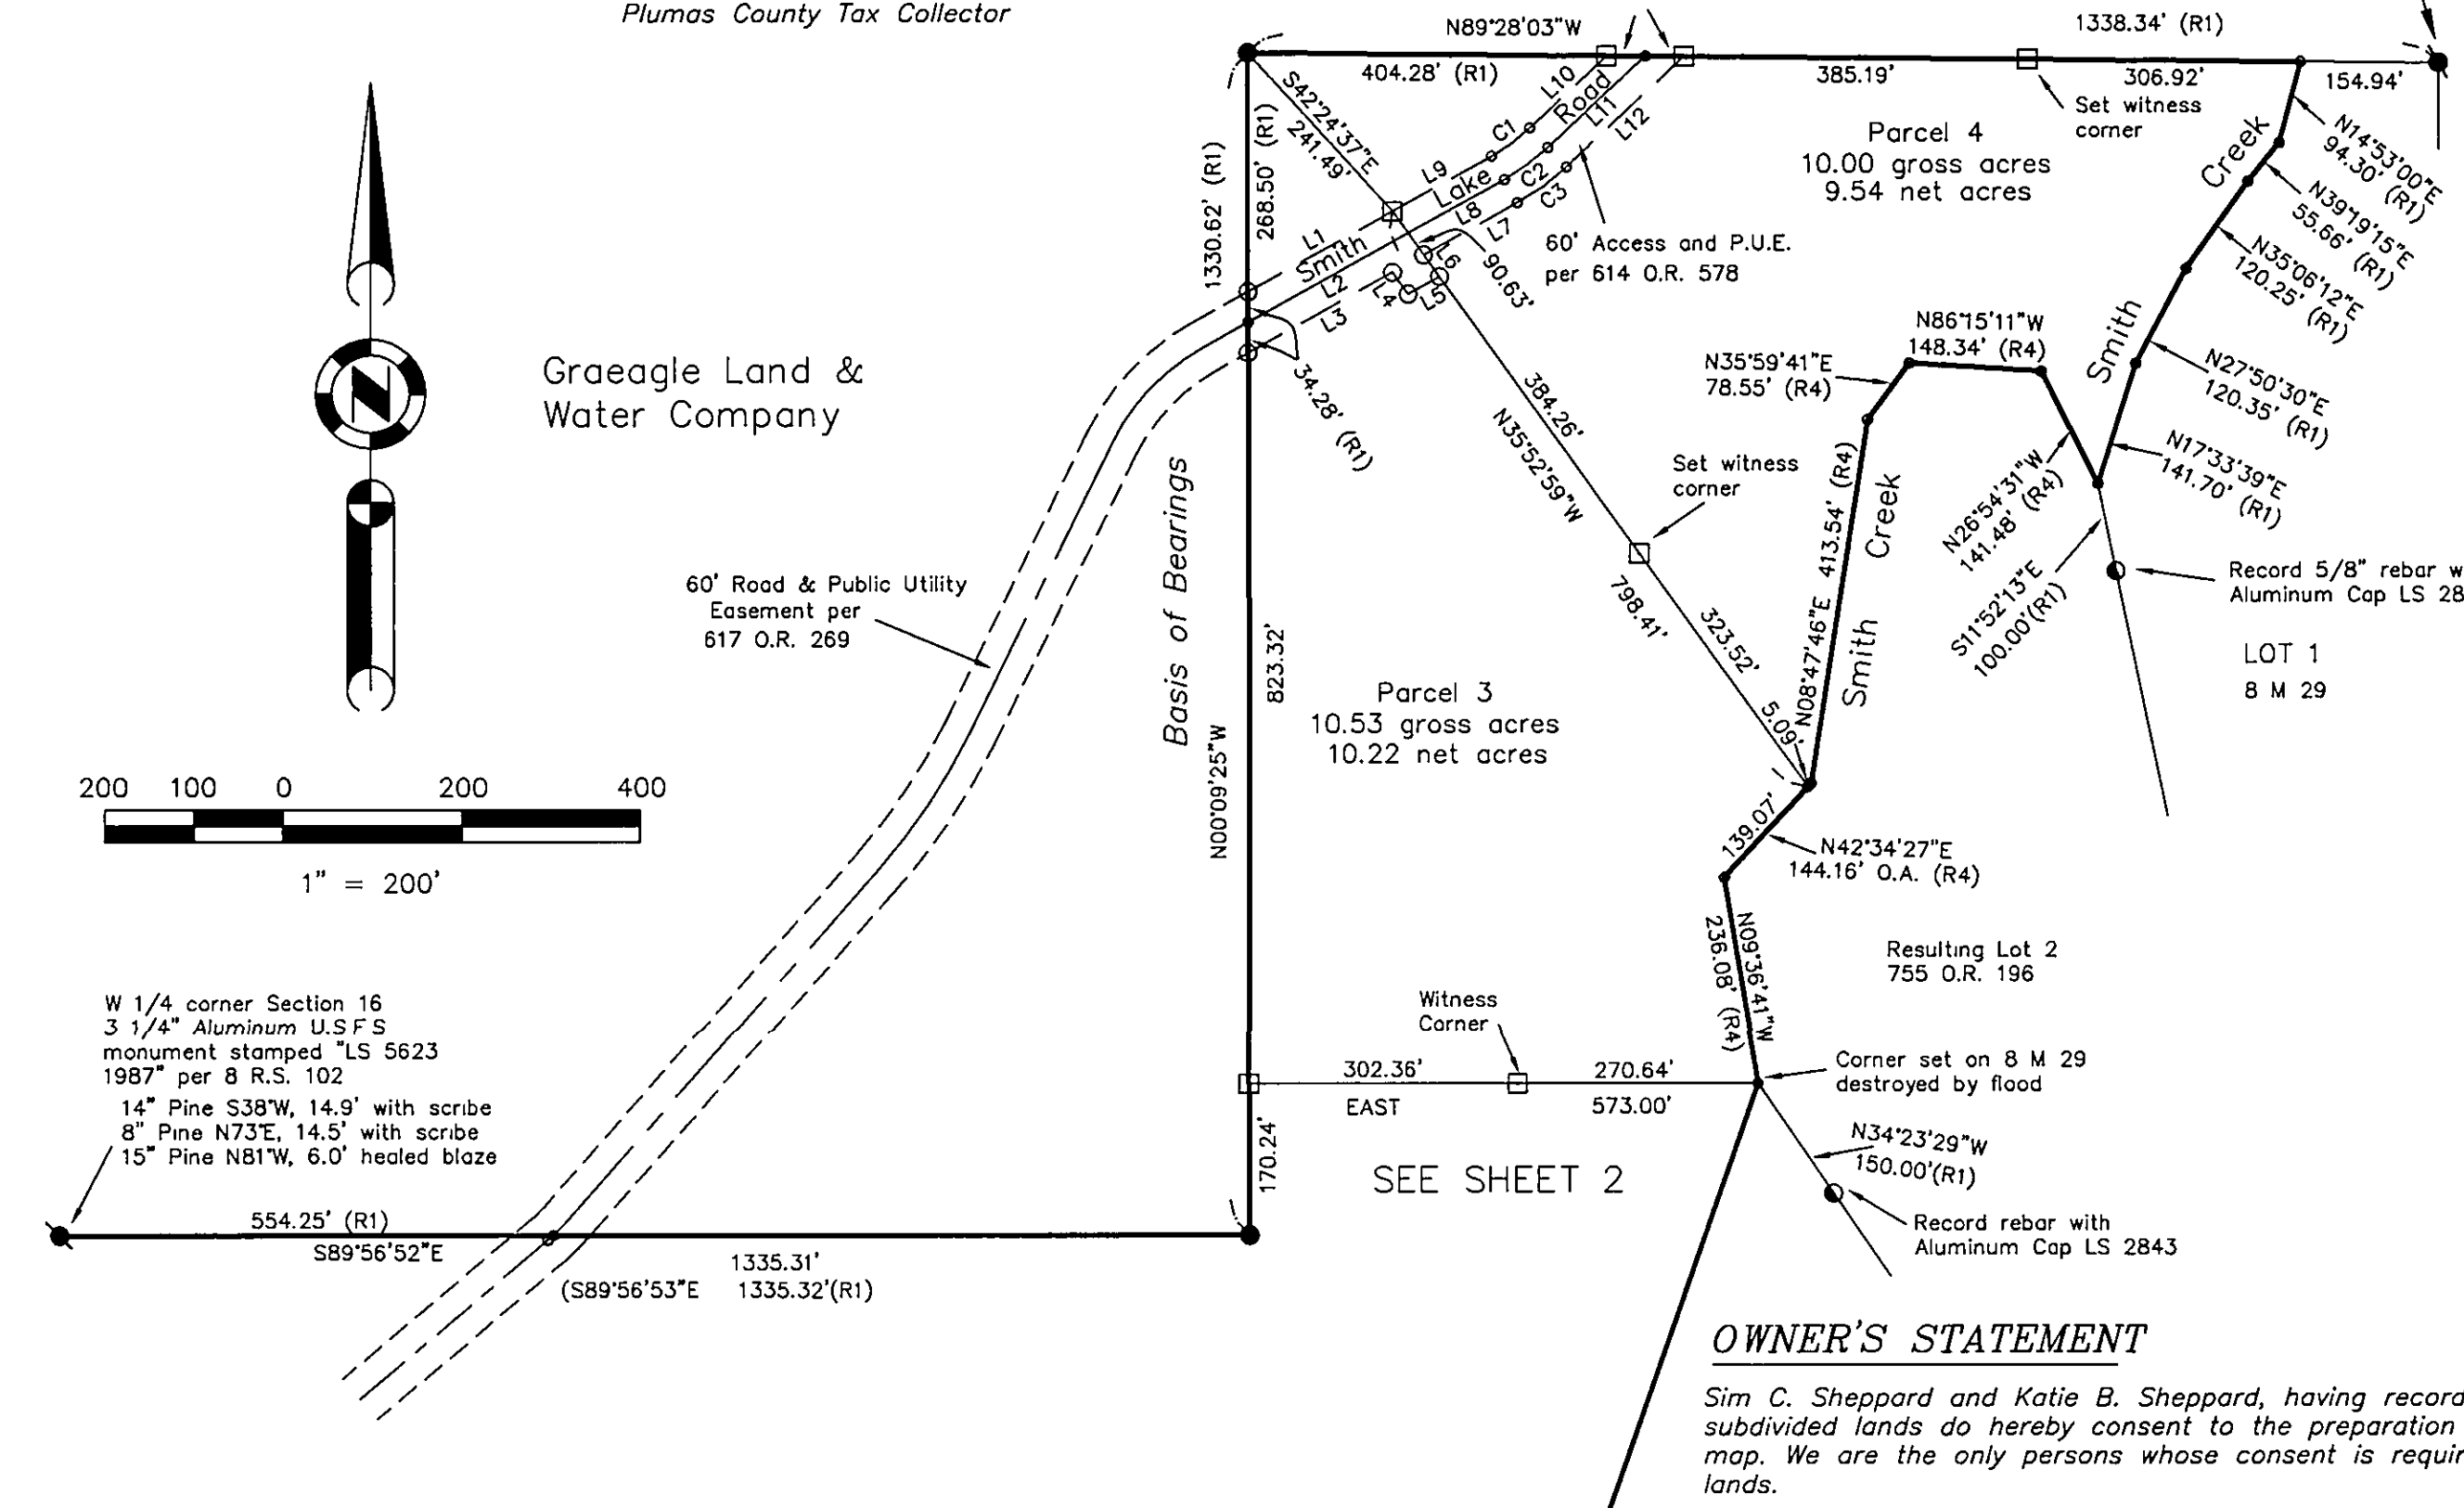 Plumas County Tax Collector
N89°28'03"W
1338.34' (R1)
404.28' (R1)
385.19'
306.92'
154.94'
Set witness
corner
Parcel 4
10.00 gross acres
9.54 net acres
S42°24'37"E
241.49'
1330.62' (R1)
268.50' (R1)
L10
Road
L11
L12
C1
L9
Lake
C2
C3
L8
L7
L1
Smith
L6
L2
L4
L5
L3
90.63'
60' Access and P.U.E.
per 614 O.R. 578
Creek
Smith
N14°53'00"E
94.30' (R1)
N39°19'15"E
55.66' (R1)
N35°06'12"E
120.25' (R1)
N27°50'30"E
120.35' (R1)
N17°33'39"E
141.70' (R1)
N86°15'11"W
148.34' (R4)
N35°59'41"E
78.55' (R4)
N26°54'31"W
141.48' (R4)
S11°52'13"E
100.00'(R1)
Graeagle Land &
Water Company
N
34.28' (R1)
384.26'
N35°52'59"W
Set witness
corner
798.41'
323.52'
5.09'
N08°47'46"E 413.54' (R4)
Smith Creek
Record 5/8" rebar w
Aluminum Cap LS 28
LOT 1
8 M 29
60' Road & Public Utility
Easement per
617 O.R. 269
Basis of Bearings
N00°09'25"W
823.32'
Parcel 3
10.53 gross acres
10.22 net acres
200 100 0 200 400
1" = 200'
139.07'
N42°34'27"E
144.16' O.A. (R4)
N09°36'41"W
236.08' (R4)
Resulting Lot 2
755 O.R. 196
W 1/4 corner Section 16
3 1/4" Aluminum U.S F S
monument stamped "LS 5623
1987" per 8 R.S. 102
14" Pine S38°W, 14.9' with scribe
8" Pine N73°E, 14.5' with scribe
15" Pine N81°W, 6.0' healed blaze
Witness
Corner
302.36'
270.64'
EAST
573.00'
Corner set on 8 M 29
destroyed by flood
170.24'
SEE SHEET 2
N34°23'29"W
150.00'(R1)
Record rebar with
Aluminum Cap LS 2843
554.25' (R1)
S89°56'52"E
1335.31'
(S89°56'53"E 1335.32'(R1)
OWNER'S STATEMENT
Sim C. Sheppard and Katie B. Sheppard, having record
subdivided lands do hereby consent to the preparation
map. We are the only persons whose consent is requir
lands.